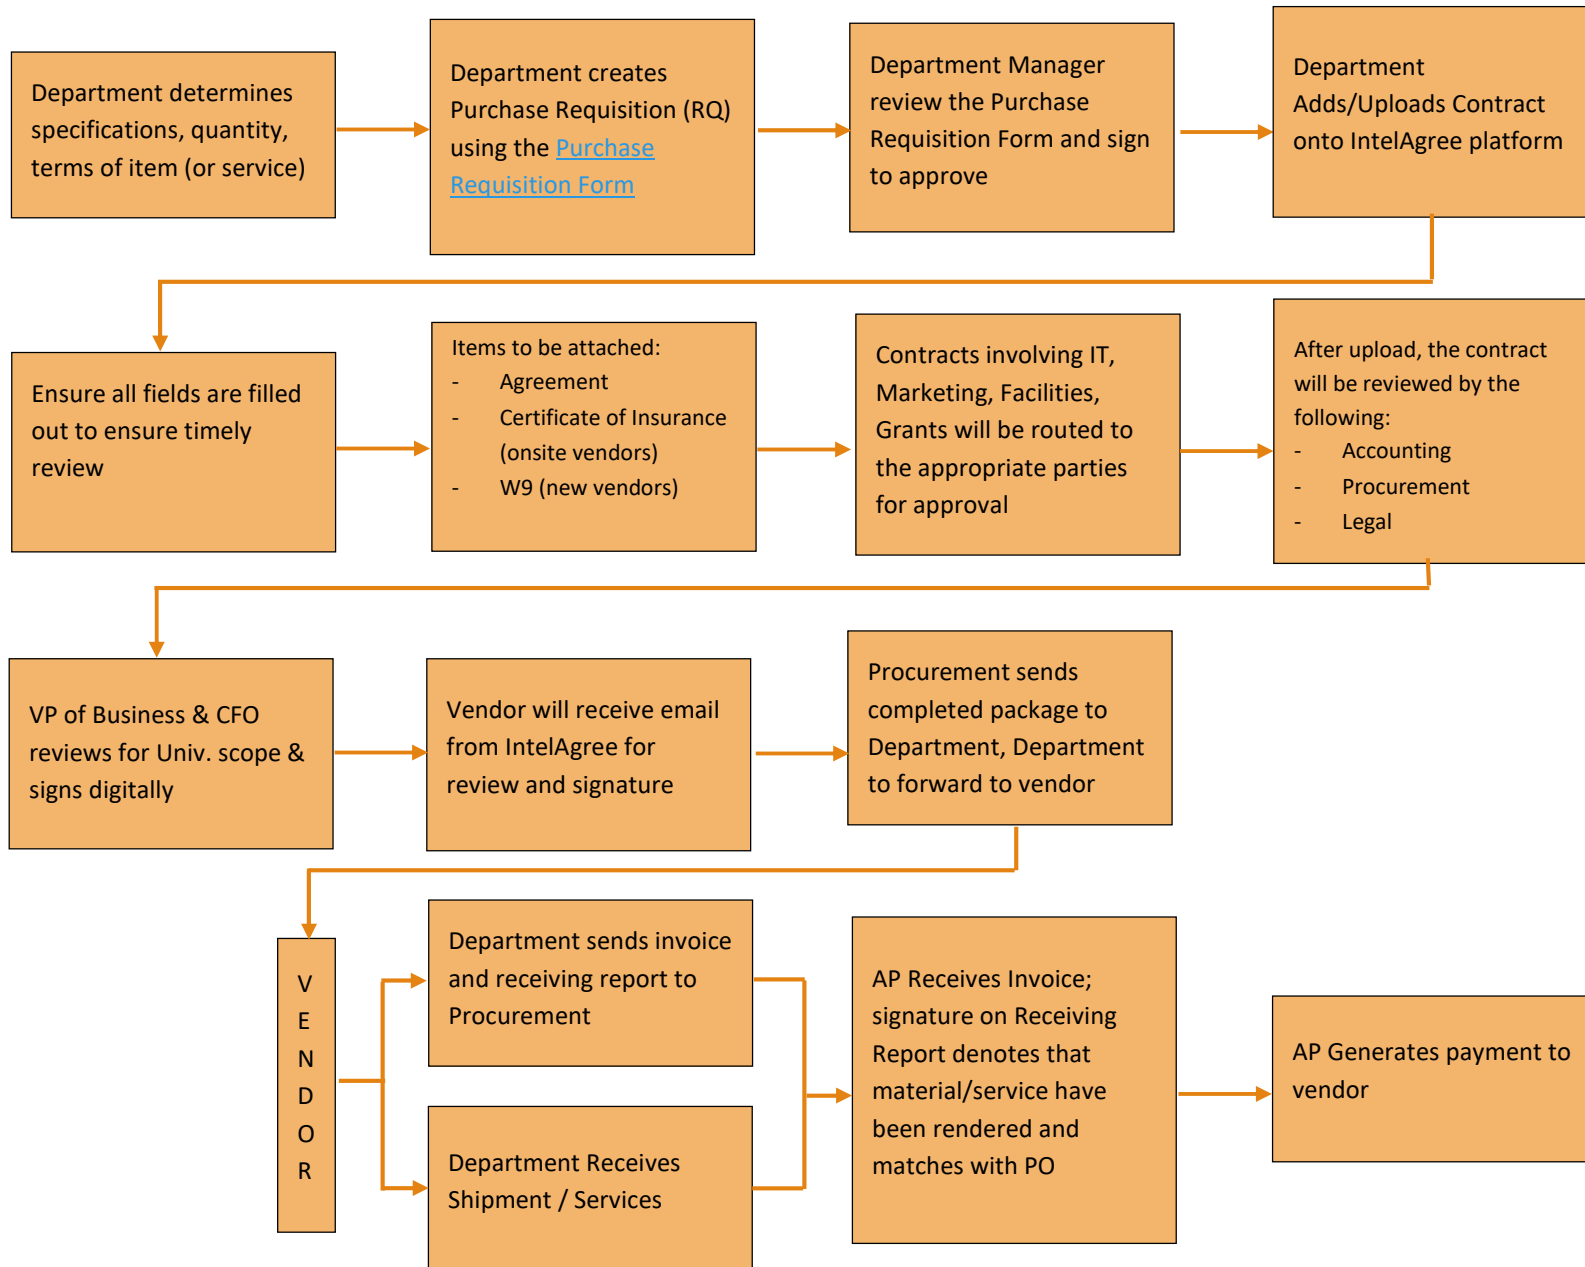 Department determines
specifications, quantity,
terms of item (or service)
Department creates
Purchase Requisition (RQ)
using the Purchase
Requisition Form
Department Manager
review the Purchase
Requisition Form and sign
to approve
Department
Adds/Uploads Contract
onto IntelAgree platform
Ensure all fields are filled
out to ensure timely
review
Items to be attached:
- Agreement
- Certificate of Insurance
(onsite vendors)
- W9 (new vendors)
Contracts involving IT,
Marketing, Facilities,
Grants will be routed to
the appropriate parties
for approval
After upload, the contract
will be reviewed by the
following:
- Accounting
- Procurement
- Legal
VP of Business & CFO
reviews for Univ. scope &
signs digitally
Vendor will receive email
from IntelAgree for
review and signature
Procurement sends
completed package to
Department, Department
to forward to vendor
V
E
N
D
O
R
Department sends invoice
and receiving report to
Procurement
Department Receives
Shipment / Services
AP Receives Invoice;
signature on Receiving
Report denotes that
material/service have
been rendered and
matches with PO
AP Generates payment to
vendor